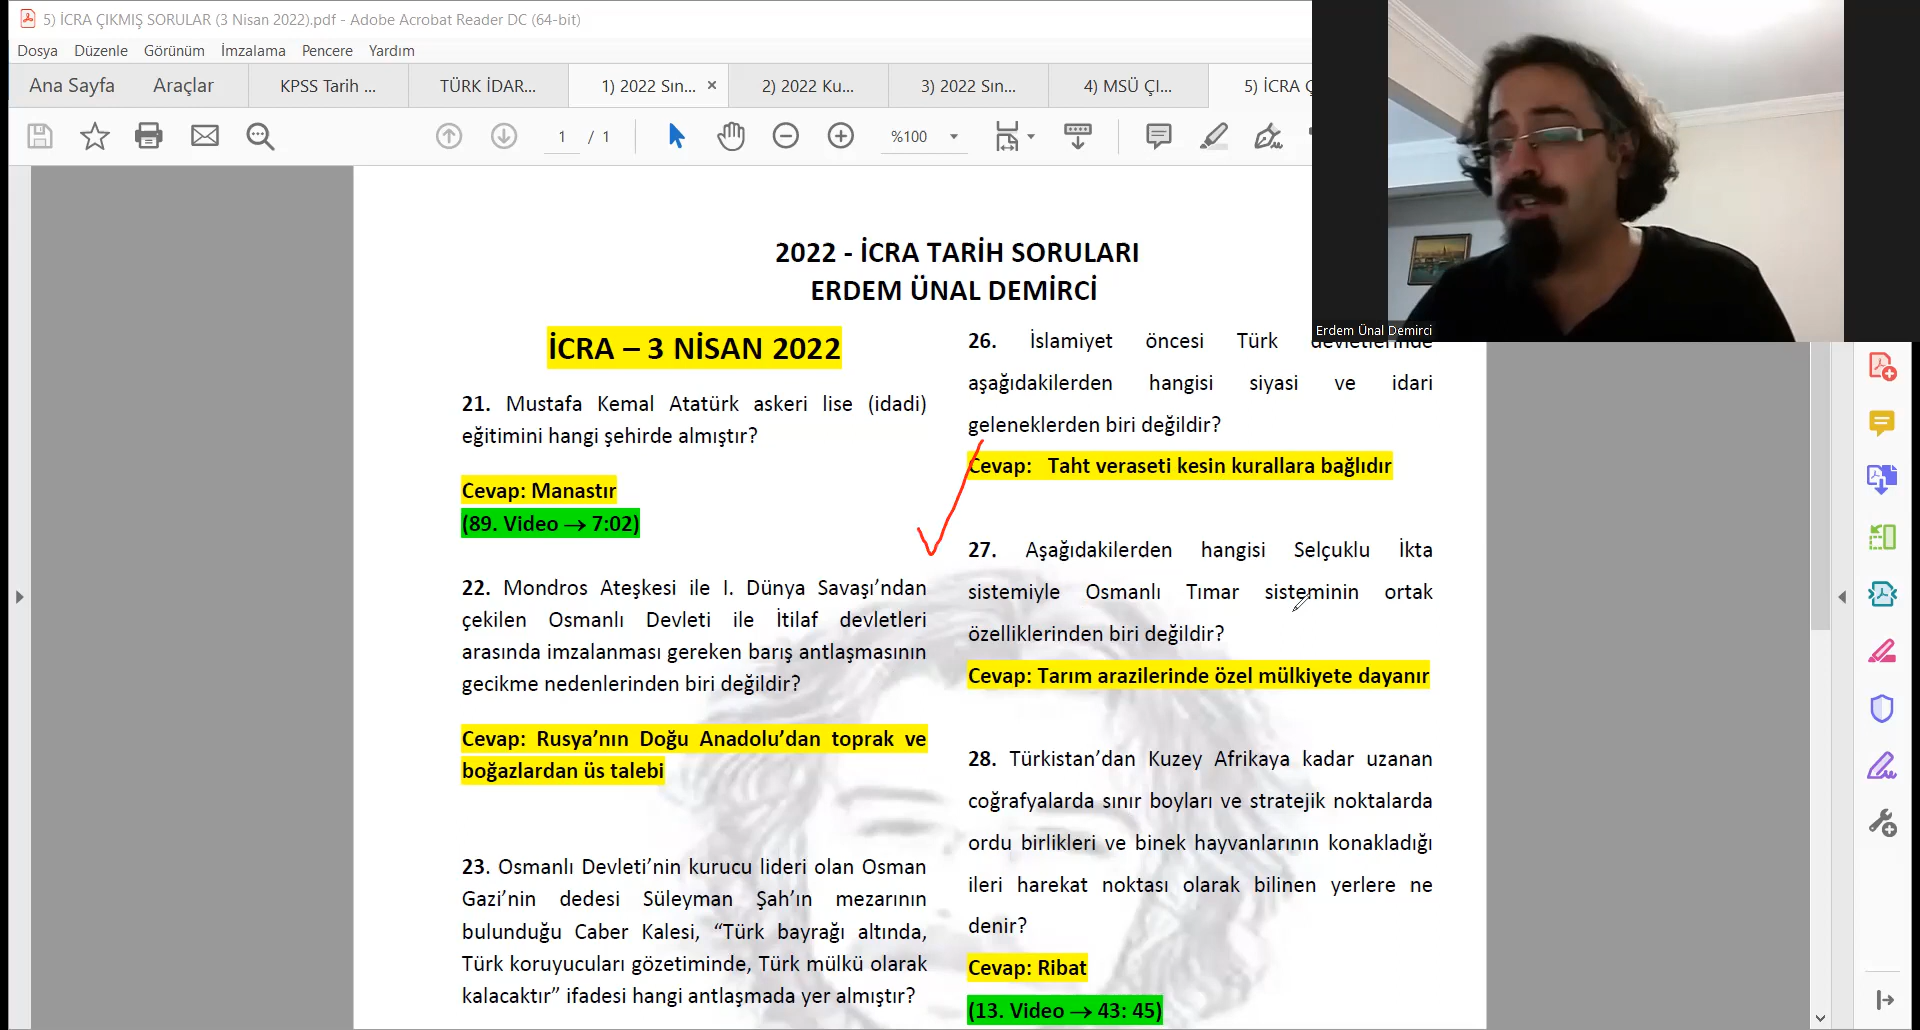 5) İCRA ÇIKMIŞ SORULAR (3 Nisan 2022).pdf - Adobe Acrobat Reader DC (64-bit)
Dosya Düzenle Görünüm İmzalama Pencere Yardım
Ana Sayfa Araçlar KPSS Tarih ... TÜRK İDAR... 1) 2022 Sın... × 2) 2022 Ku... 3) 2022 Sın... 4) MSÜ ÇI... 5) İCRA Ç
1 / 1 %100
2022 - İCRA TARİH SORULARI
ERDEM ÜNAL DEMİRCİ
İCRA – 3 NİSAN 2022
21. Mustafa Kemal Atatürk askeri lise (idadi)
eğitimini hangi şehirde almıştır?
Cevap: Manastır
(89. Video → 7:02)
22. Mondros Ateşkesi ile I. Dünya Savaşı’ndan
çekilen Osmanlı Devleti ile İtilaf devletleri
arasında imzalanması gereken barış antlaşmasının
gecikme nedenlerinden biri değildir?
Cevap: Rusya’nın Doğu Anadolu’dan toprak ve
boğazlardan üs talebi
23. Osmanlı Devleti’nin kurucu lideri olan Osman
Gazi’nin dedesi Süleyman Şah’ın mezarının
bulunduğu Caber Kalesi, “Türk bayrağı altında,
Türk koruyucuları gözetiminde, Türk mülkü olarak
kalacaktır” ifadesi hangi antlaşmada yer almıştır?
26. İslamiyet öncesi Türk devletlerinde
aşağıdakilerden hangisi siyasi ve idari
geleneklerden biri değildir?
Cevap: Taht veraseti kesin kurallara bağlıdır
27. Aşağıdakilerden hangisi Selçuklu İkta
sistemiyle Osmanlı Tımar sisteminin ortak
özelliklerinden biri değildir?
Cevap: Tarım arazilerinde özel mülkiyete dayanır
28. Türkistan’dan Kuzey Afrikaya kadar uzanan
coğrafyalarda sınır boyları ve stratejik noktalarda
ordu birlikleri ve binek hayvanlarının konakladığı
ileri harekat noktası olarak bilinen yerlere ne
denir?
Cevap: Ribat
(13. Video → 43: 45)
Erdem Ünal Demirci